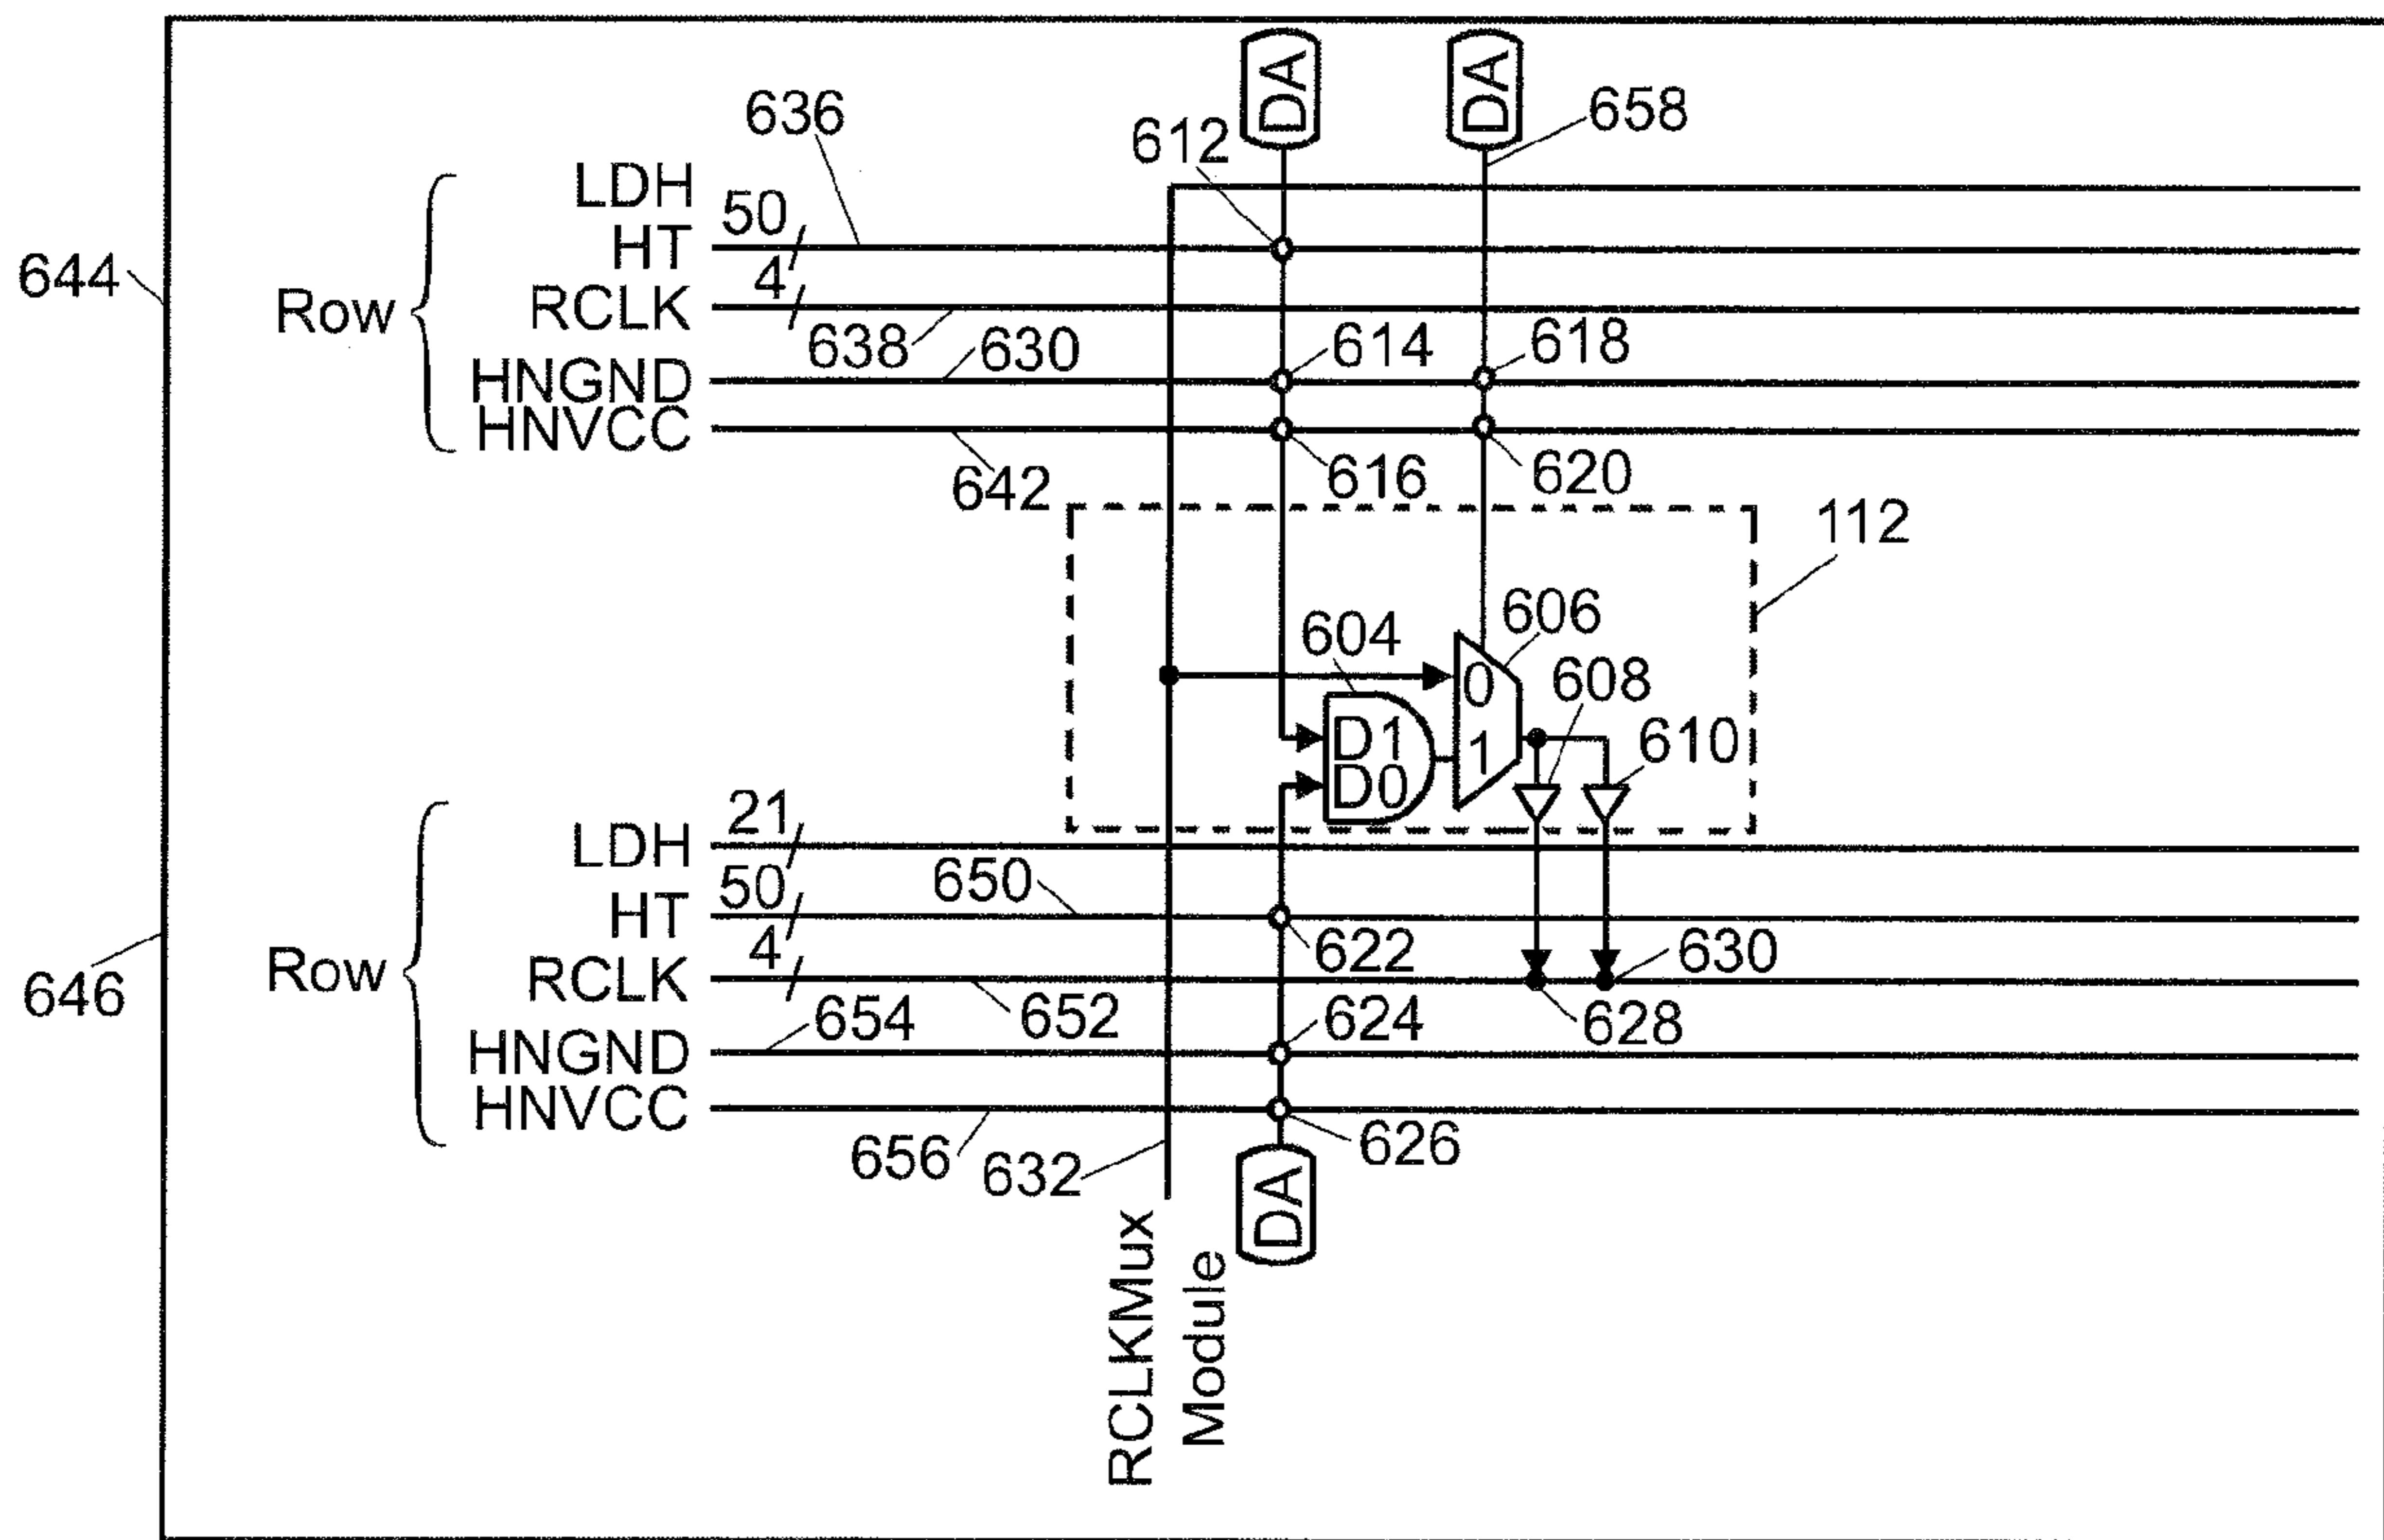 DA
DA
658
636
612
LDH
50
HT
644
4
Row
RCLK
638
630
614
618
HNGND
HNVCC
642
616
620
112
604
606
0
608
D1
1
610
D0
21
LDH
50
650
HT
4
622
630
Row
RCLK
646
654
652
624
628
HNGND
HNVCC
656
632
626
DA
RCLKMux
Module